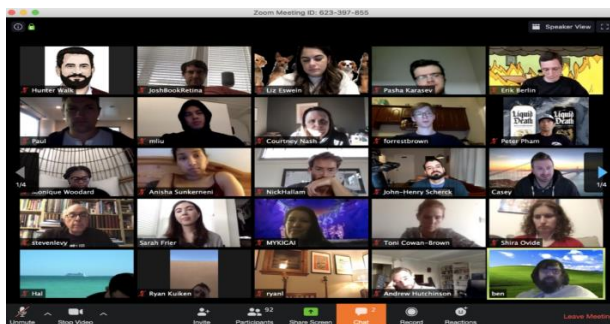 Zoom Meeting ID: 623-397-855
Speaker View
Hunter Walk
JoshBookRetina
Liz Eswein
Pasha Karasev
Erik Berlin
Paul
mliu
Courtney Nash
forrestbrown
Liquid Death
Liquid Death
Peter Pham
1/4
Monique Woodard
Anisha Sunkerneni
NickHallam
John-Henry Scherck
Casey
1/4
stevenlevy
Sarah Frier
MYKIGAI
Toni Cowan-Brown
Shira Ovide
Hal
Ryan Kuiken
ryanl
Andrew Hutchinson
ben
Unmute
Stop Video
Invite
92
Participants
Share Screen
2
Chat
Record
Reactions
Leave Meeting